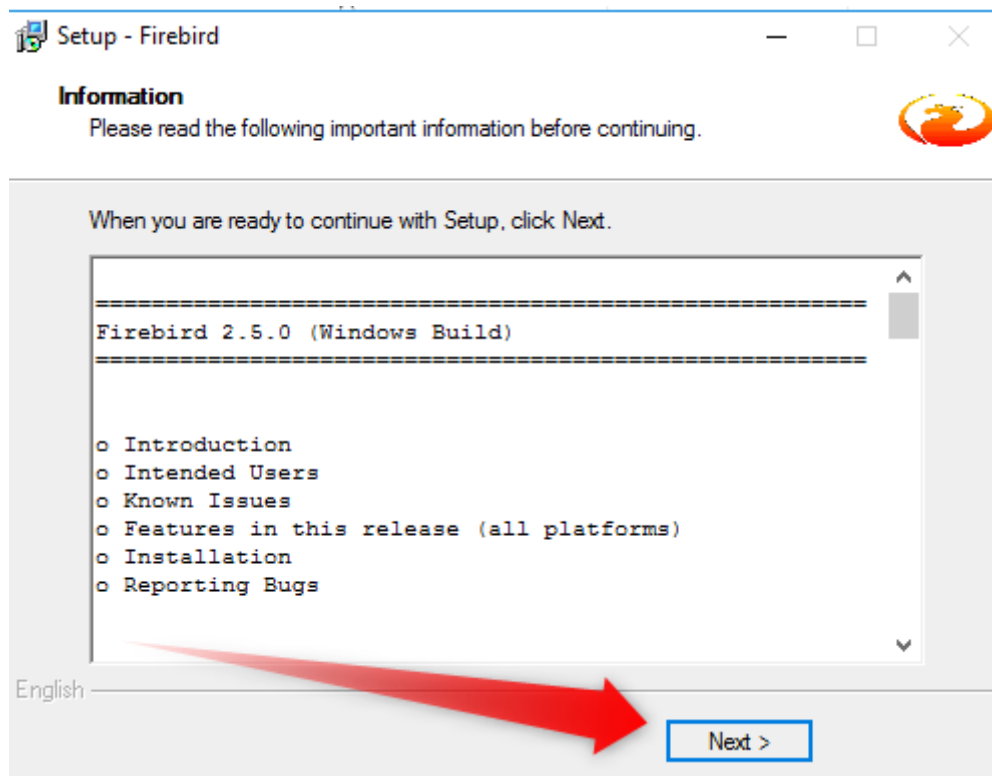 Setup - Firebird
Information
Please read the following important information before continuing.
When you are ready to continue with Setup, click Next.
=======================================================
Firebird 2.5.0 (Windows Build)
=======================================================
o Introduction
o Intended Users
o Known Issues
o Features in this release (all platforms)
o Installation
o Reporting Bugs
English
Next >